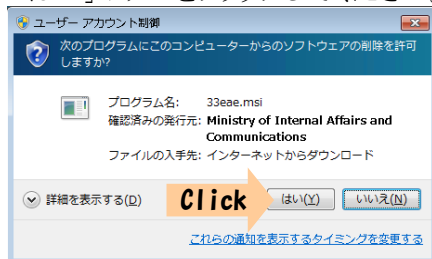 ユーザー アカウント制御
次のプログラムにこのコンピューターからのソフトウェアの削除を許可
しますか?
プログラム名: 33eae.msi
確認済みの発行元: Ministry of Internal Affairs and
Communications
ファイルの入手先: インターネットからダウンロード
詳細を表示する(D)
Click
はい(Y)
いいえ(N)
これらの通知を表示するタイミングを変更する